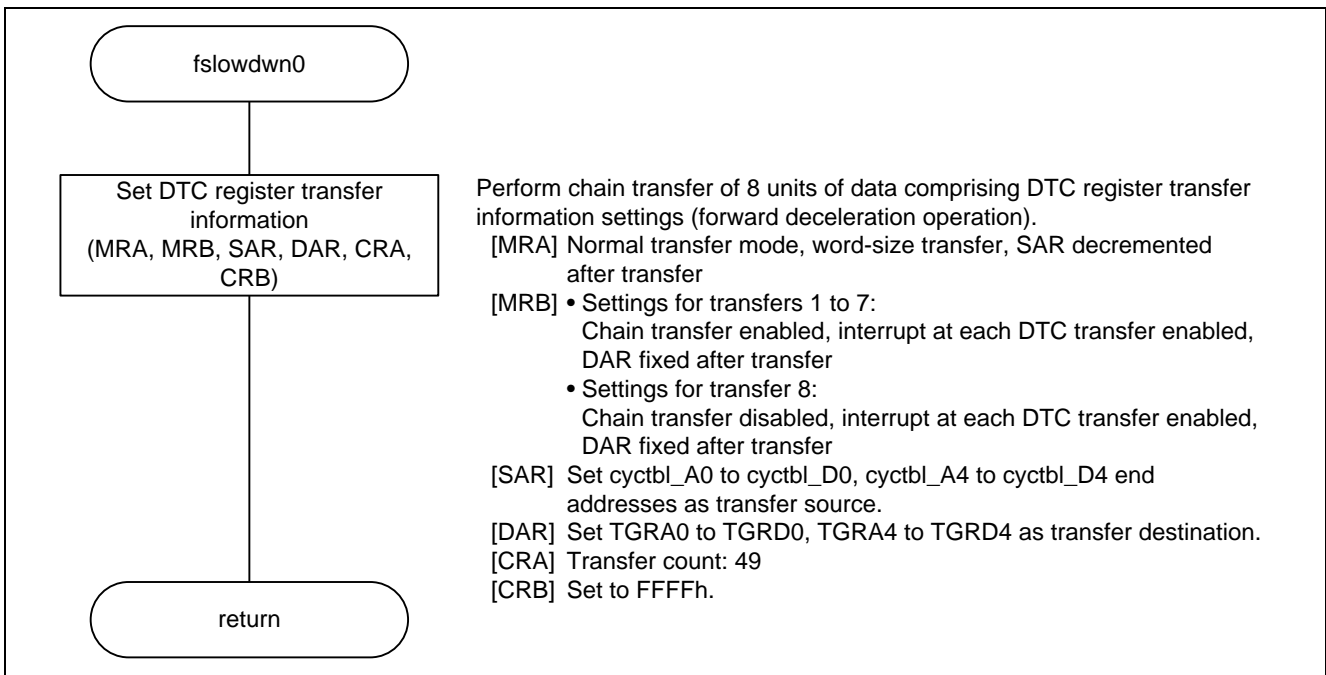 fslowdwn0
Set DTC register transfer
information
(MRA, MRB, SAR, DAR, CRA,
CRB)
Perform chain transfer of 8 units of data comprising DTC register transfer
information settings (forward deceleration operation).
[MRA] Normal transfer mode, word-size transfer, SAR decremented
after transfer
[MRB] • Settings for transfers 1 to 7:
Chain transfer enabled, interrupt at each DTC transfer enabled,
DAR fixed after transfer
• Settings for transfer 8:
Chain transfer disabled, interrupt at each DTC transfer enabled,
DAR fixed after transfer
[SAR] Set cyctbl_A0 to cyctbl_D0, cyctbl_A4 to cyctbl_D4 end
addresses as transfer source.
[DAR] Set TGRA0 to TGRD0, TGRA4 to TGRD4 as transfer destination.
[CRA] Transfer count: 49
[CRB] Set to FFFFh.
return